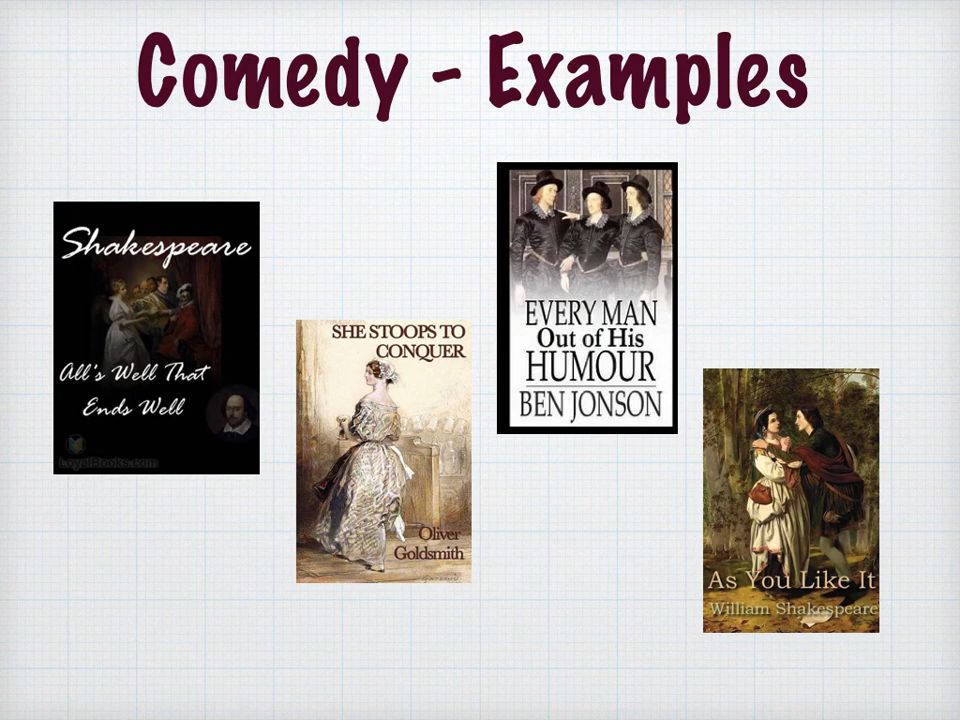 Comedy - Examples
Shakespeare
All's Well That
Ends Well
LoyalBooks.com
SHE STOOPS TO
CONQUER
Oliver
Goldsmith
EVERY MAN
Out of His
HUMOUR
BEN JONSON
As You Like It
William Shakespeare